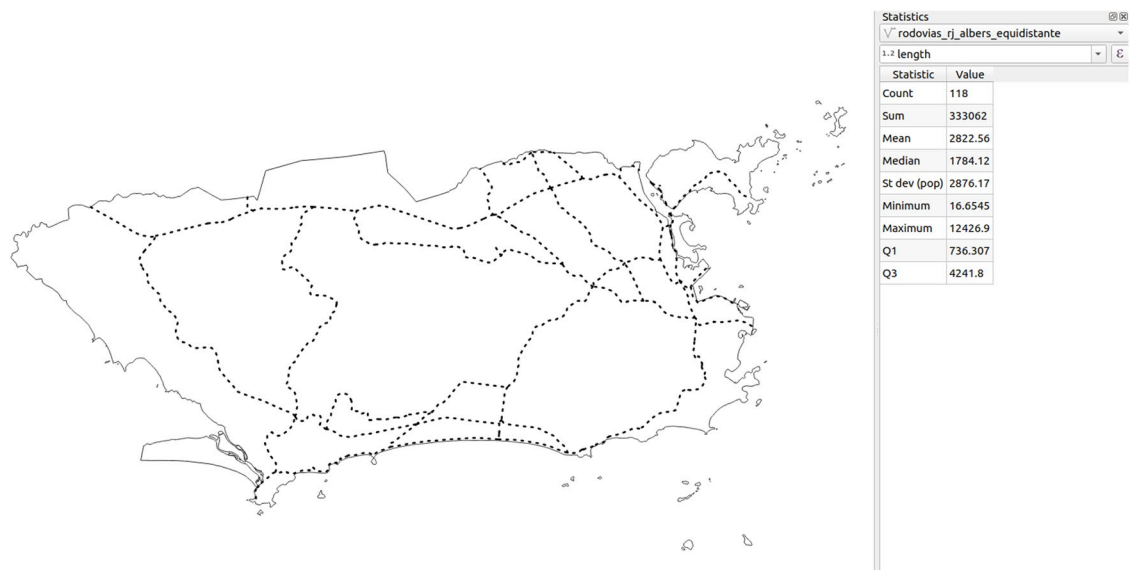 Statistics
rodovias_rj_albers_equidistante
1.2 length
ε
Statistic Value
Count 118
Sum 333062
Mean 2822.56
Median 1784.12
St dev (pop) 2876.17
Minimum 16.6545
Maximum 12426.9
Q1 736.307
Q3 4241.8